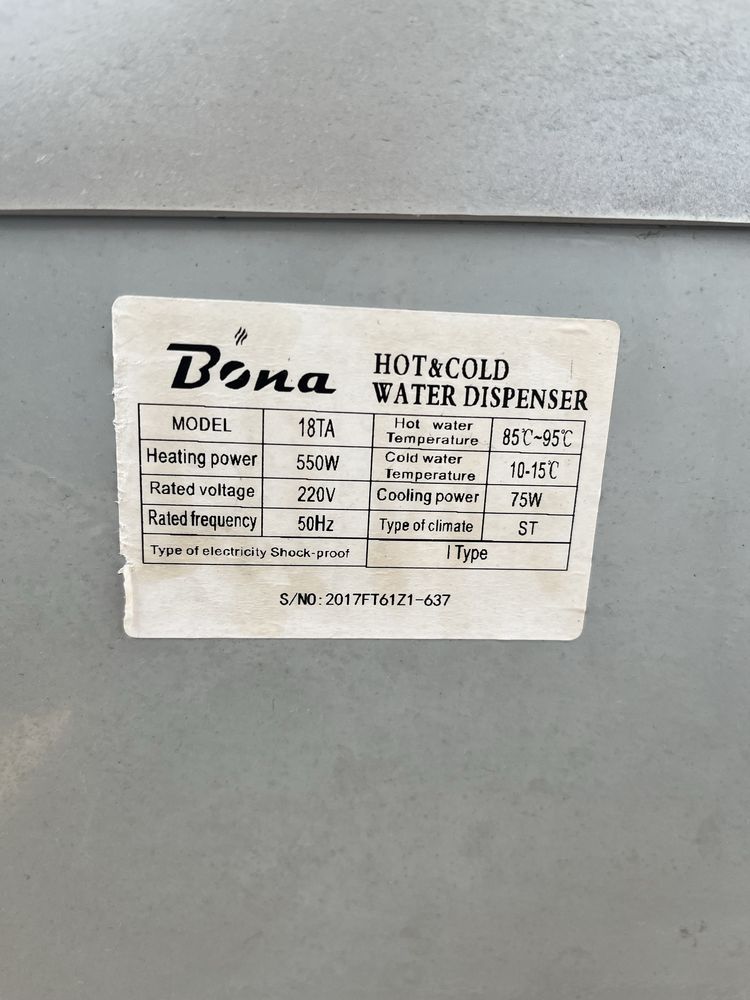 Bona
HOT&COLD
WATER DISPENSER
MODEL 18TA Hot water Temperature 85℃~95℃
Heating power 550W Cold water Temperature 10-15℃
Rated voltage 220V Cooling power 75W
Rated frequency 50Hz Type of climate ST
Type of electricity Shock-proof I Type
S/NO:2017FT61Z1-637